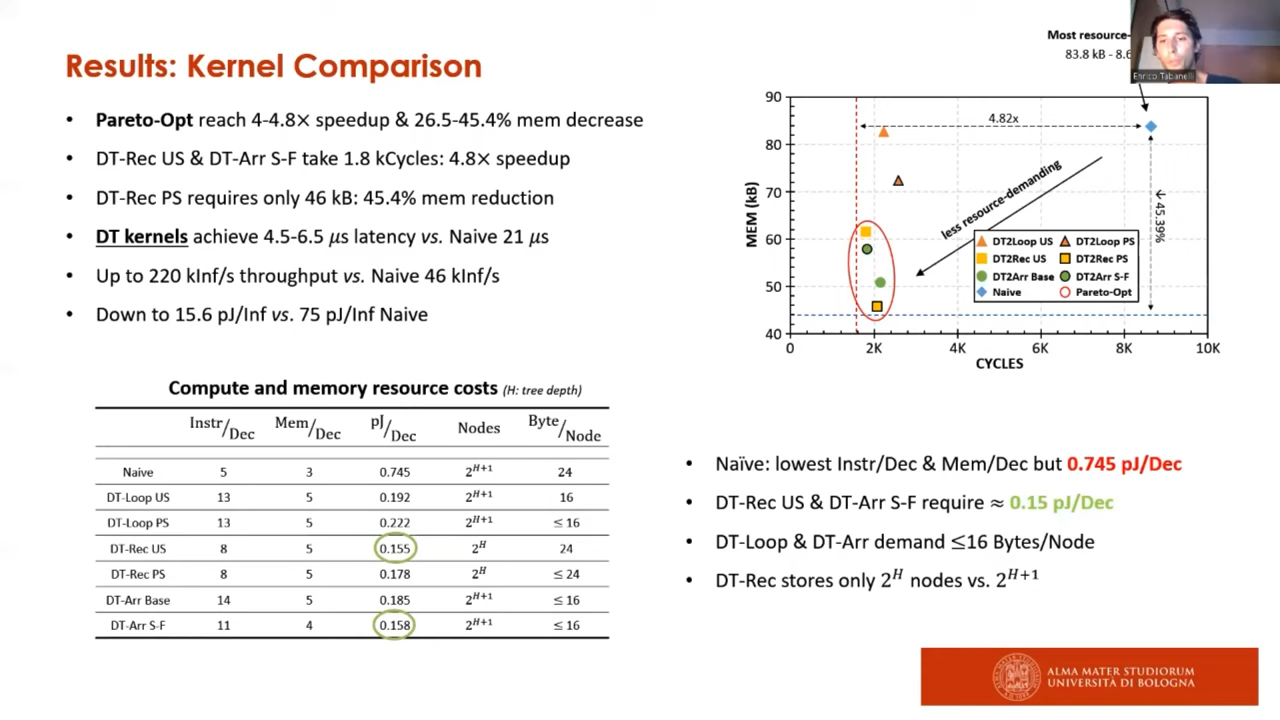 Results: Kernel Comparison
• Pareto-Opt reach 4-4.8× speedup & 26.5-45.4% mem decrease
• DT-Rec US & DT-Arr S-F take 1.8 kCycles: 4.8× speedup
• DT-Rec PS requires only 46 kB: 45.4% mem reduction
• DT kernels achieve 4.5-6.5 μs latency vs. Naive 21 μs
• Up to 220 kInf/s throughput vs. Naive 46 kInf/s
• Down to 15.6 pJ/Inf vs. 75 pJ/Inf Naive
Most resource-
83.8 kB - 8.6
Enrico Tabanelli
MEM (kB)
90
80
70
60
50
40
0 2K 4K 6K 8K 10K
CYCLES
4.82x
less resource-demanding
↓ 45.39%
DT2Loop US DT2Loop PS
DT2Rec US DT2Rec PS
DT2Arr Base DT2Arr S-F
Naive Pareto-Opt
Compute and memory resource costs (H: tree depth)
Instr/Dec Mem/Dec pJ/Dec Nodes Byte/Node
Naive 5 3 0.745 2^{H+1} 24
DT-Loop US 13 5 0.192 2^{H+1} 16
DT-Loop PS 13 5 0.222 2^{H+1} ≤ 16
DT-Rec US 8 5 0.155 2^H 24
DT-Rec PS 8 5 0.178 2^H ≤ 24
DT-Arr Base 14 5 0.185 2^{H+1} ≤ 16
DT-Arr S-F 11 4 0.158 2^{H+1} ≤ 16
• Naïve: lowest Instr/Dec & Mem/Dec but 0.745 pJ/Dec
• DT-Rec US & DT-Arr S-F require ≈ 0.15 pJ/Dec
• DT-Loop & DT-Arr demand ≤16 Bytes/Node
• DT-Rec stores only 2^H nodes vs. 2^{H+1}
ALMA MATER STUDIORUM
UNIVERSITÀ DI BOLOGNA